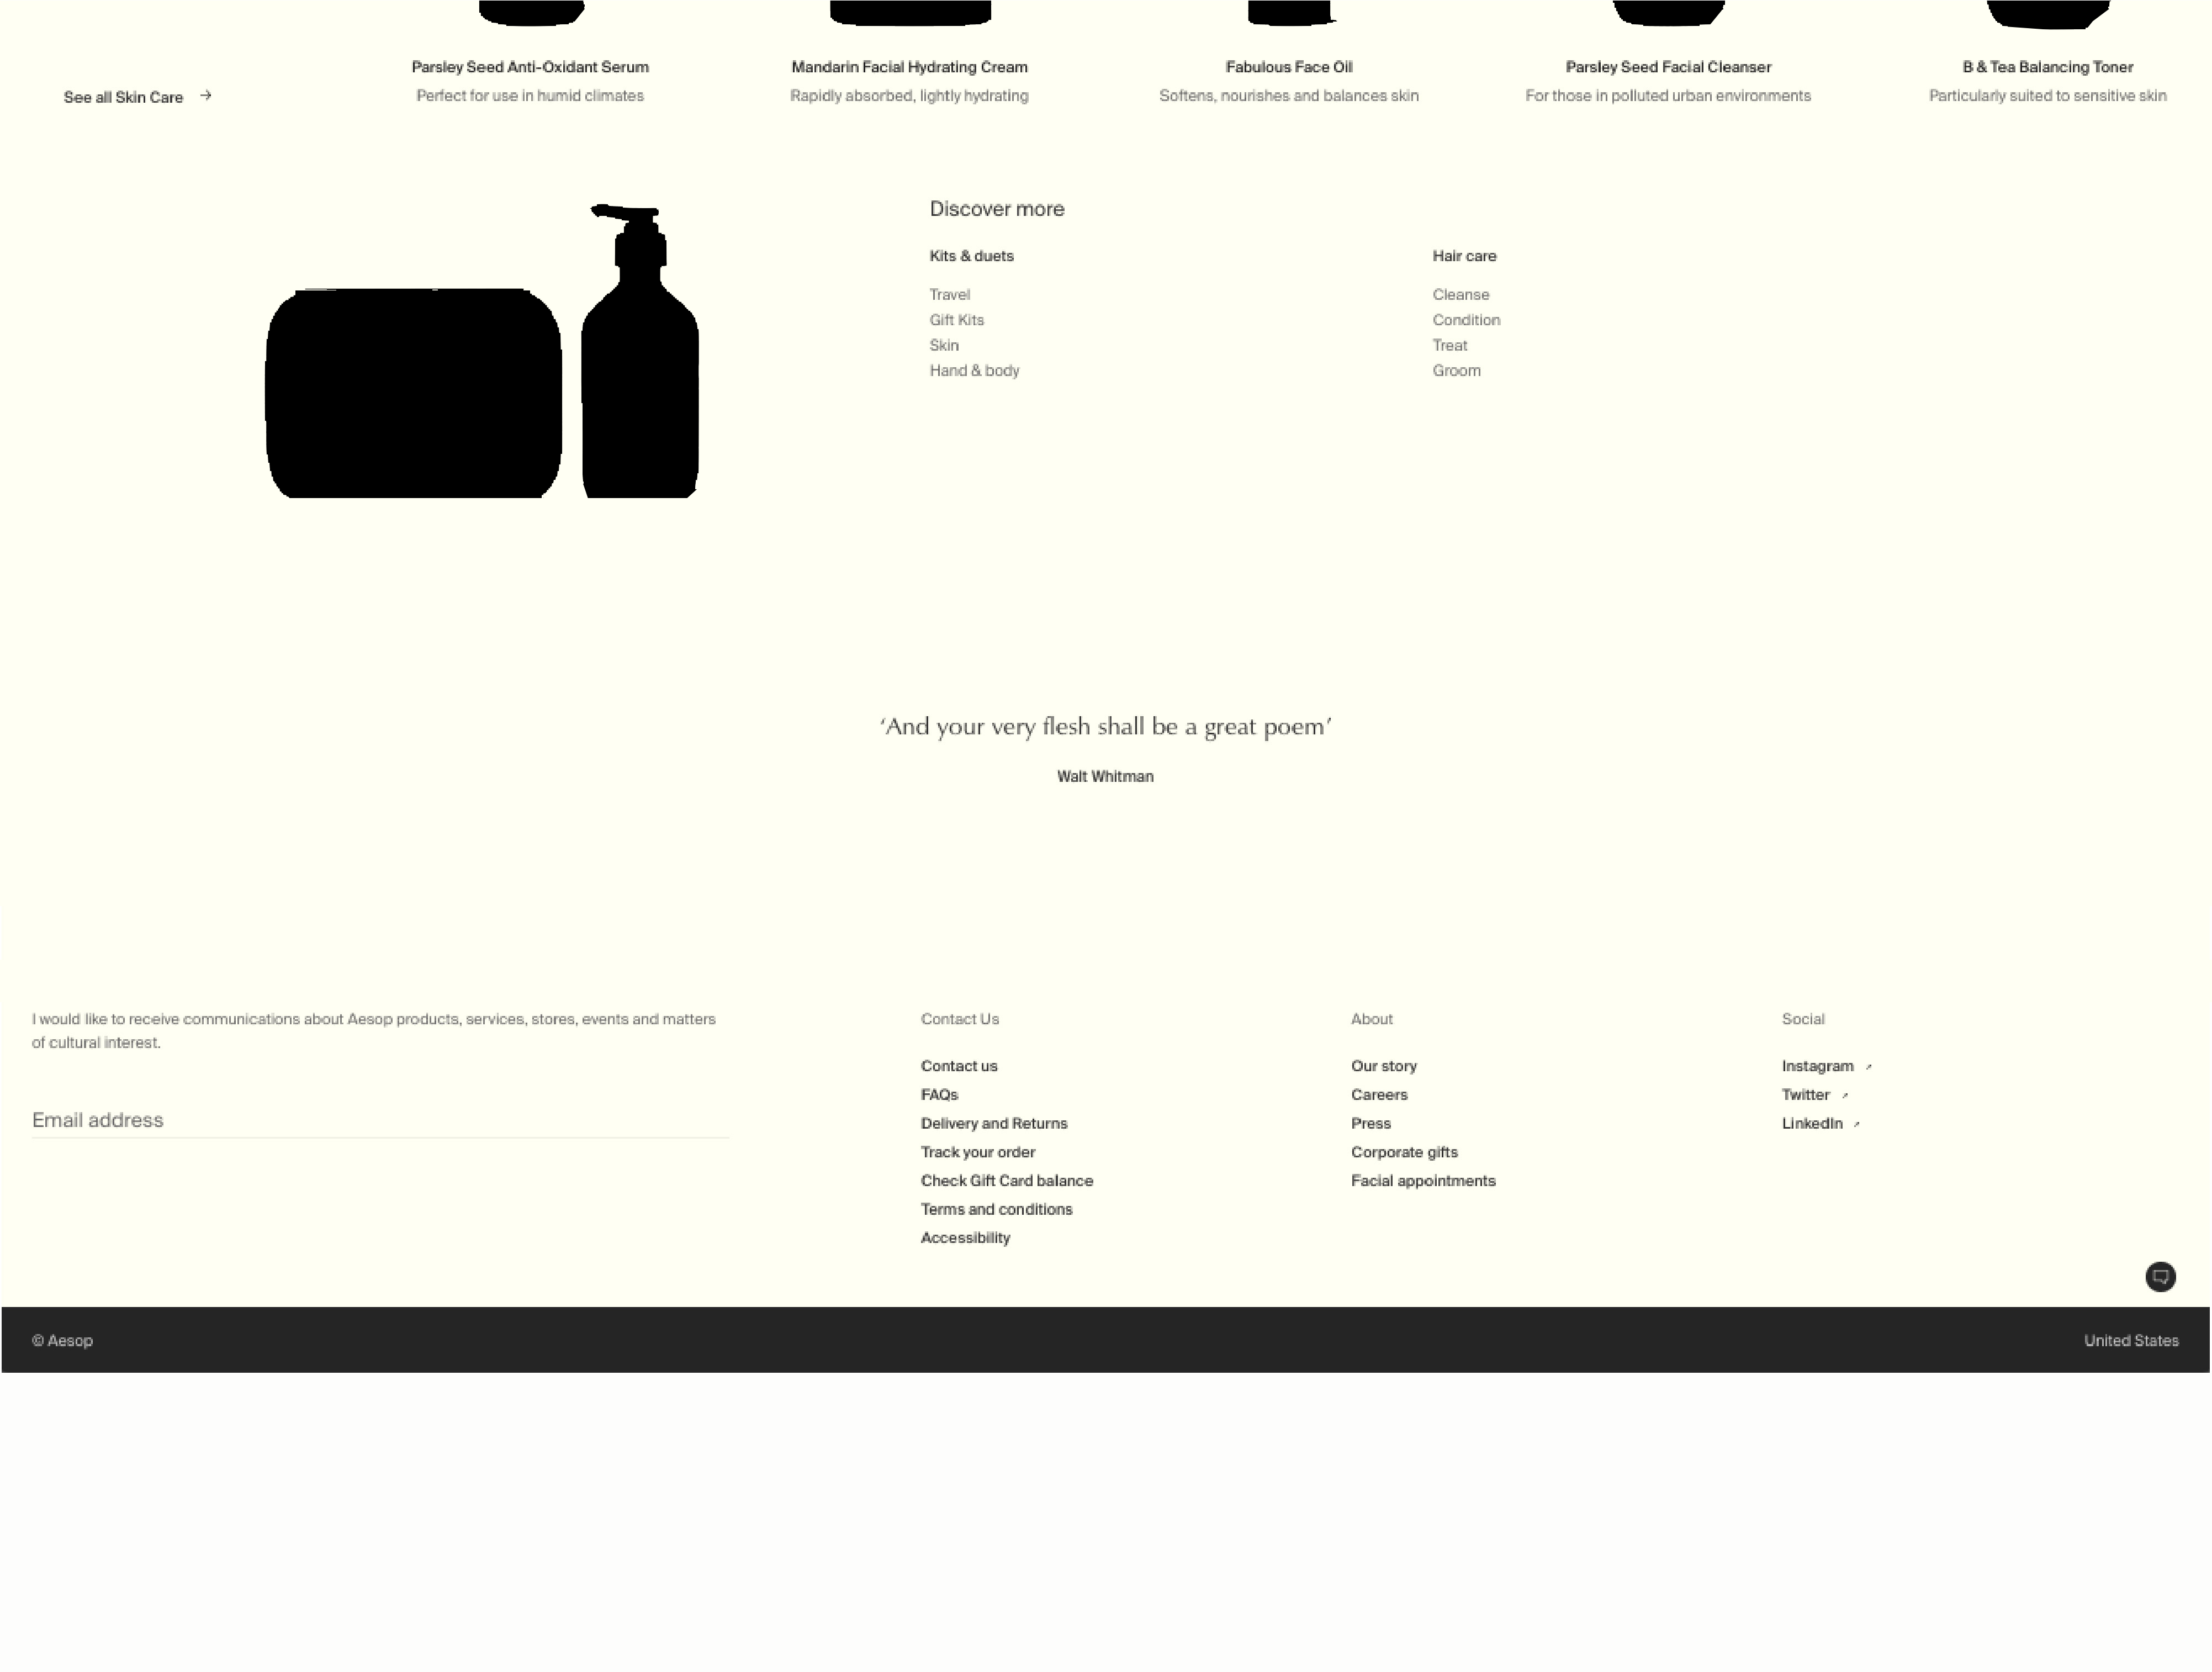 See all Skin Care →
Parsley Seed Anti-Oxidant Serum
Perfect for use in humid climates
Mandarin Facial Hydrating Cream
Rapidly absorbed, lightly hydrating
Fabulous Face Oil
Softens, nourishes and balances skin
Parsley Seed Facial Cleanser
For those in polluted urban environments
B & Tea Balancing Toner
Particularly suited to sensitive skin
Discover more
Kits & duets
Travel
Gift Kits
Skin
Hand & body
Hair care
Cleanse
Condition
Treat
Groom
‘And your very flesh shall be a great poem’
Walt Whitman
I would like to receive communications about Aesop products, services, stores, events and matters
of cultural interest.
Email address
Contact Us
Contact us
FAQs
Delivery and Returns
Track your order
Check Gift Card balance
Terms and conditions
Accessibility
About
Our story
Careers
Press
Corporate gifts
Facial appointments
Social
Instagram ↗
Twitter ↗
LinkedIn ↗
© Aesop
United States